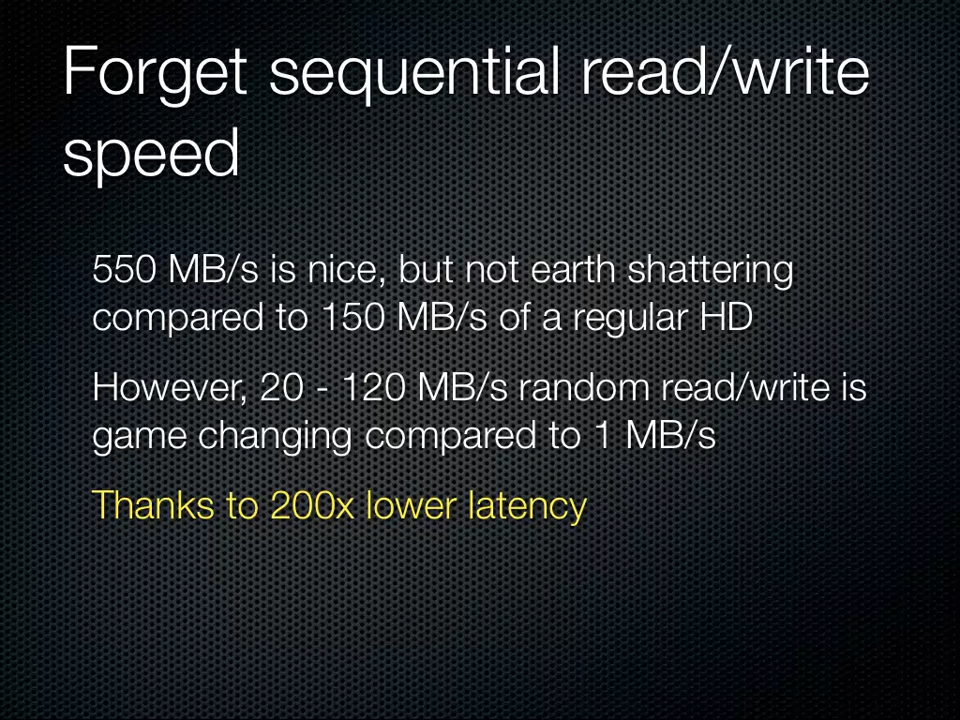 Forget sequential read/write
speed
550 MB/s is nice, but not earth shattering
compared to 150 MB/s of a regular HD
However, 20 - 120 MB/s random read/write is
game changing compared to 1 MB/s
Thanks to 200x lower latency